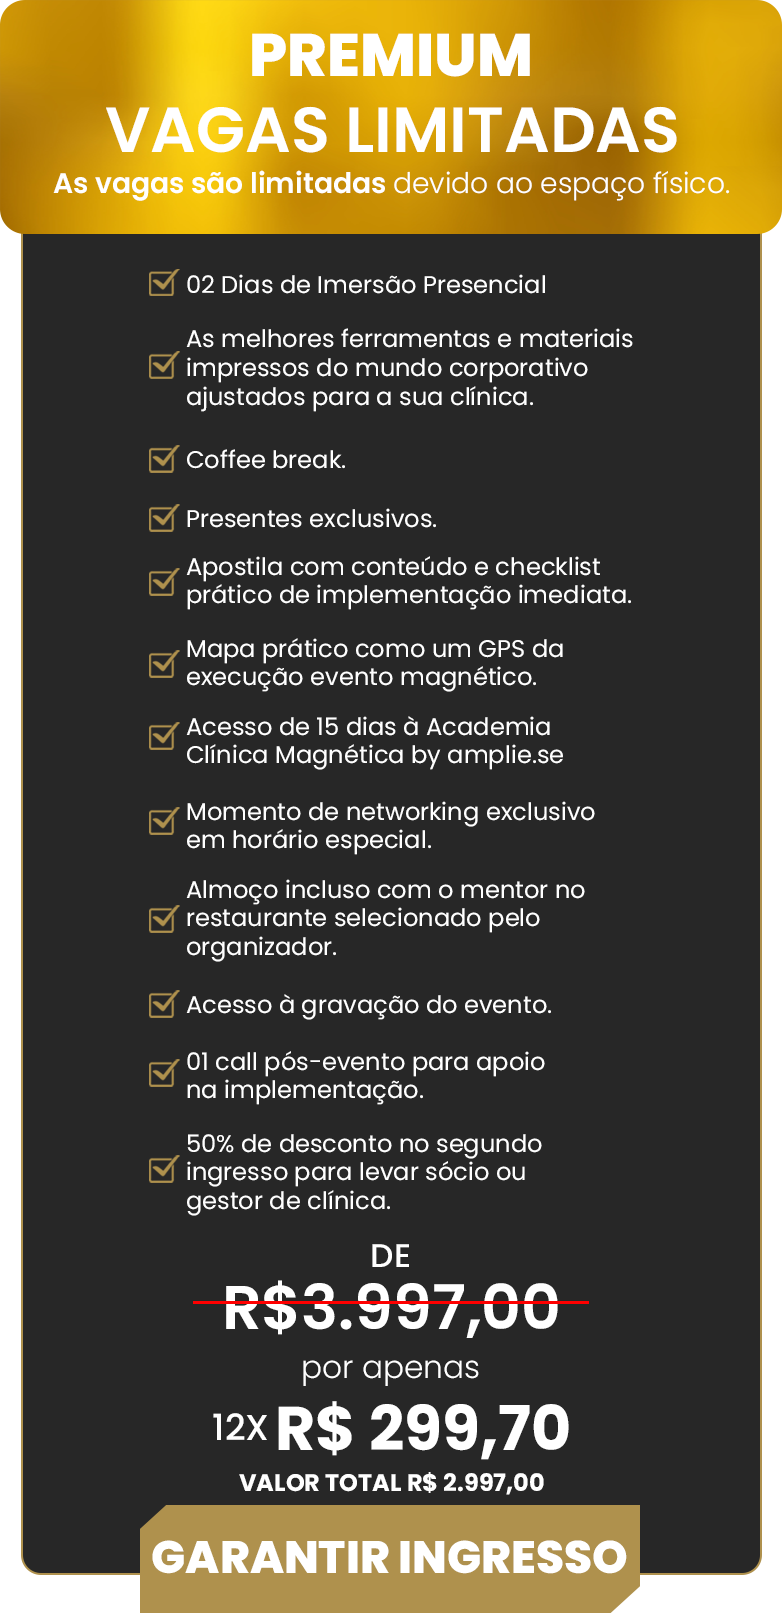 PREMIUM
VAGAS LIMITADAS
As vagas são limitadas devido ao espaço físico.
02 Dias de Imersão Presencial
As melhores ferramentas e materiais
impressos do mundo corporativo
ajustados para a sua clínica.
Coffee break.
Presentes exclusivos.
Apostila com conteúdo e checklist
prático de implementação imediata.
Mapa prático como um GPS da
execução evento magnético.
Acesso de 15 dias à Academia
Clínica Magnética by amplie.se
Momento de networking exclusivo
em horário especial.
Almoço incluso com o mentor no
restaurante selecionado pelo
organizador.
Acesso à gravação do evento.
01 call pós-evento para apoio
na implementação.
50% de desconto no segundo
ingresso para levar sócio ou
gestor de clínica.
DE
R$3.997,00
por apenas
12X R$ 299,70
VALOR TOTAL R$ 2.997,00
GARANTIR INGRESSO